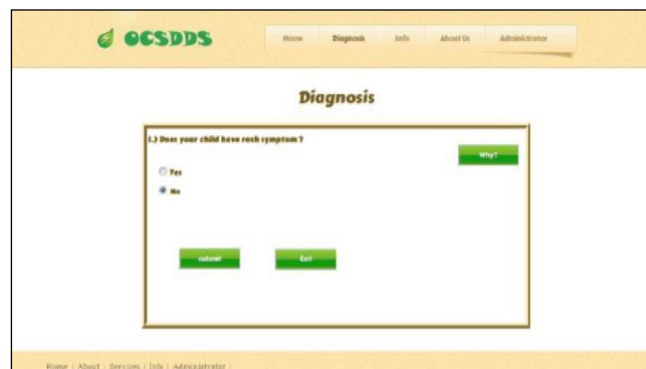 OCSDDS
Home Diagnosis Info About Us Administrator
Diagnosis
1.) Does your child have rash symptom ?
Why?
Yes
No
submit
Exit
Home | About | Services | Info | Administrator |